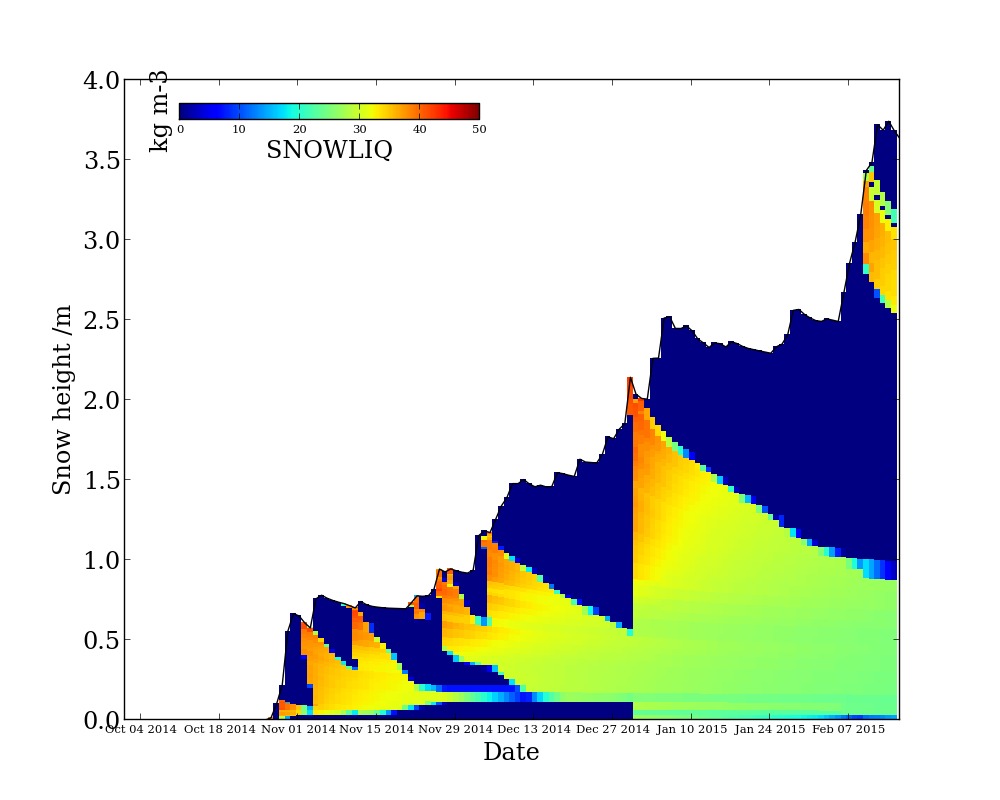 kg m-3
0 10 20 30 40 50
SNOWLIQ
Snow height /m
4.0
3.5
3.0
2.5
2.0
1.5
1.0
0.5
0.0
Oct 04 2014 Oct 18 2014 Nov 01 2014 Nov 15 2014 Nov 29 2014 Dec 13 2014 Dec 27 2014 Jan 10 2015 Jan 24 2015 Feb 07 2015
Date